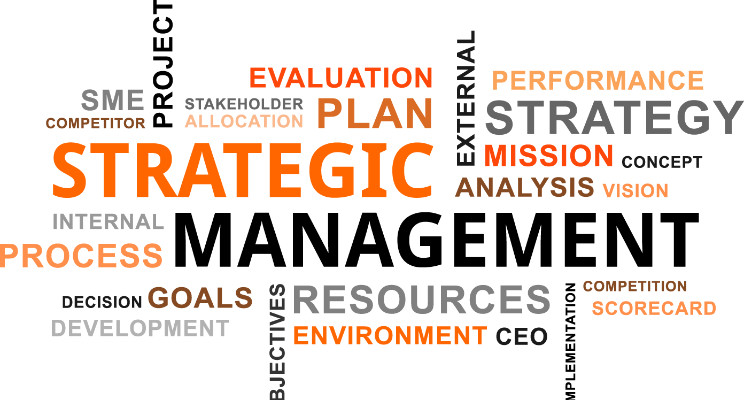 PROJECT
EVALUATION
EXTERNAL
PERFORMANCE
SME
STAKEHOLDER
PLAN
STRATEGY
COMPETITOR
ALLOCATION
STRATEGIC
MISSION
CONCEPT
ANALYSIS
VISION
INTERNAL
MANAGEMENT
PROCESS
DECISION
GOALS
BJECTIVES
RESOURCES
MPLEMENTATION
COMPETITION
SCORECARD
DEVELOPMENT
ENVIRONMENT
CEO